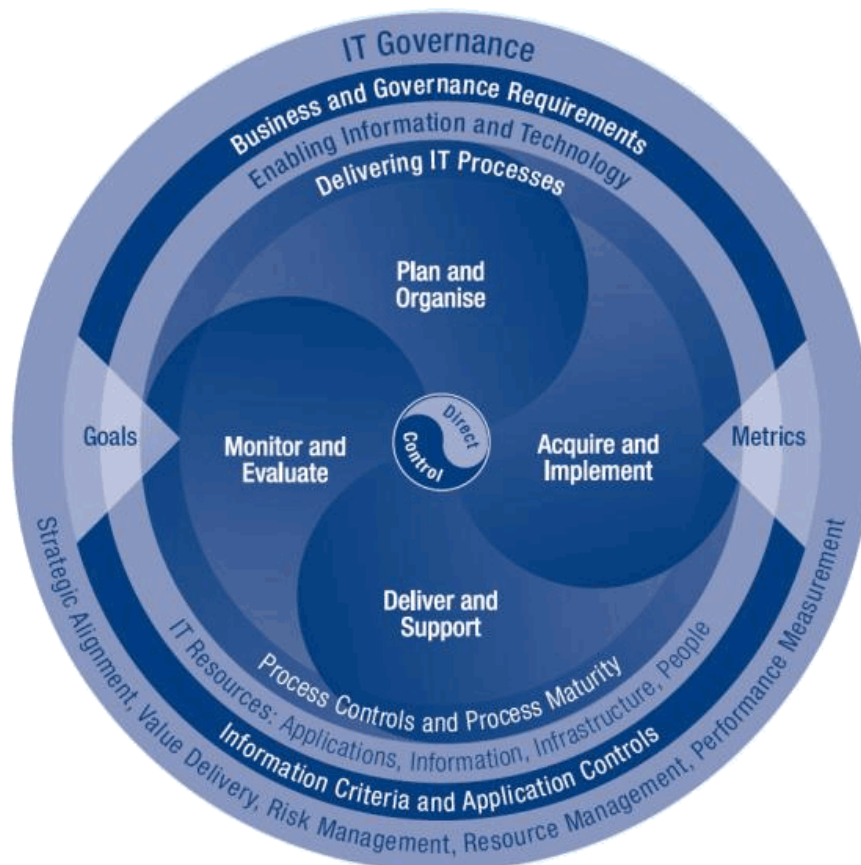 IT Governance
Business and Governance Requirements
Enabling Information and Technology
Delivering IT Processes
Plan and
Organise
Goals
Monitor and
Evaluate
Direct
Control
Acquire and
Implement
Metrics
Deliver and
Support
Process Controls and Process Maturity
IT Resources: Applications, Information, Infrastructure, People
Information Criteria and Application Controls
Strategic Alignment, Value Delivery, Risk Management, Resource Management, Performance Measurement